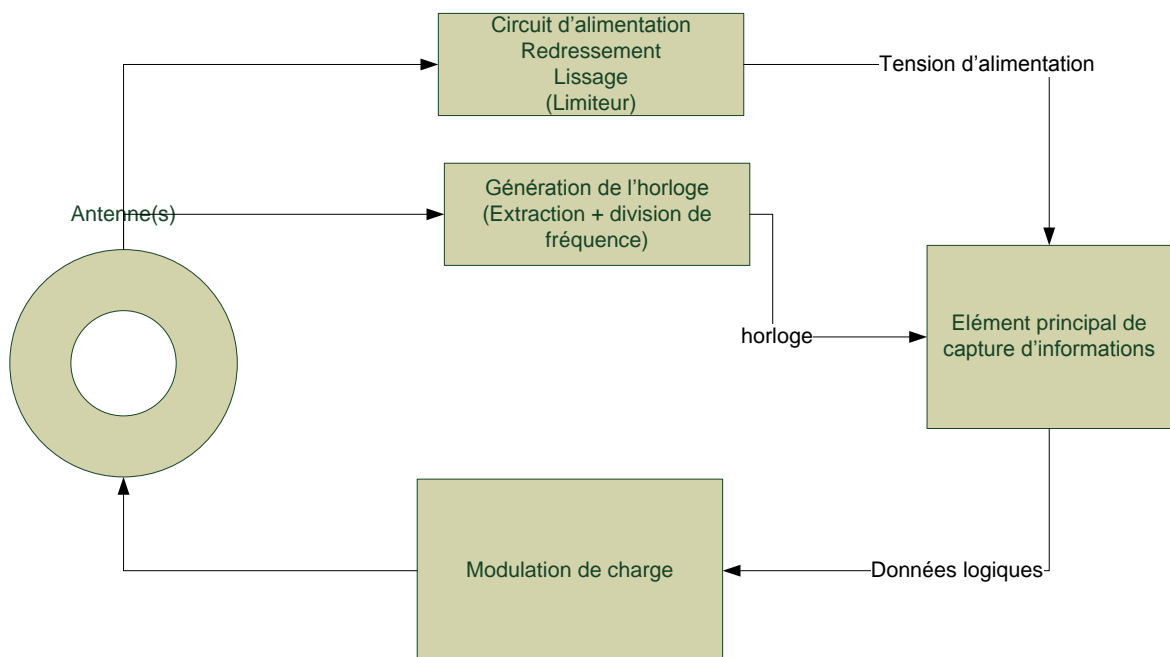 Circuit d’alimentation
Redressement
Lissage
(Limiteur)
Tension d’alimentation
Génération de l’horloge
(Extraction + division de
fréquence)
Antenne(s)
horloge
Elément principal de
capture d’informations
Modulation de charge
Données logiques